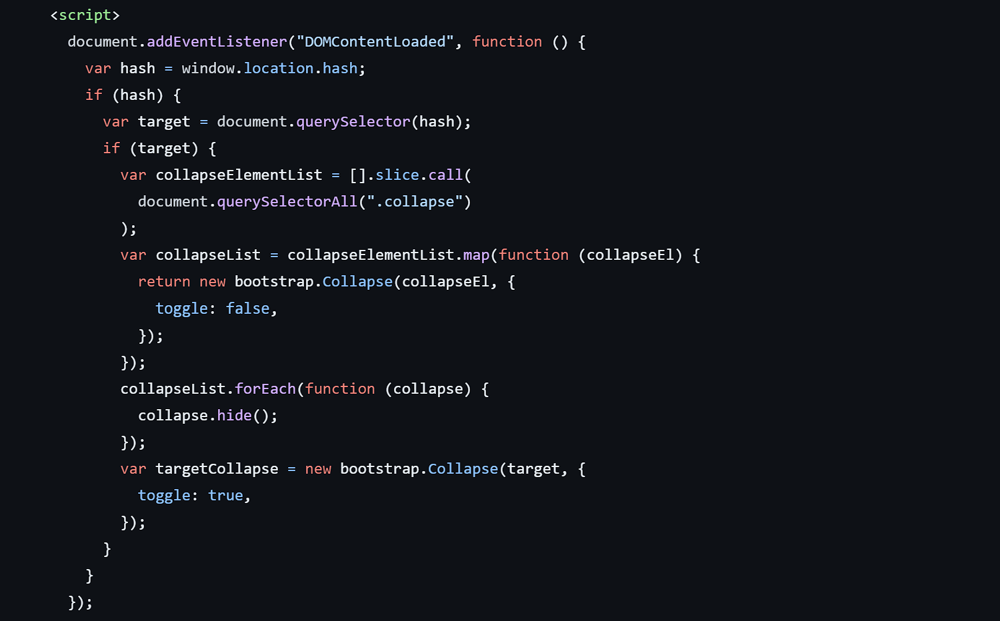 <script>
document.addEventListener("DOMContentLoaded", function () {
var hash = window.location.hash;
if (hash) {
var target = document.querySelector(hash);
if (target) {
var collapseElementList = [].slice.call(
document.querySelectorAll(".collapse")
);
var collapseList = collapseElementList.map(function (collapseEl) {
return new bootstrap.Collapse(collapseEl, {
toggle: false,
});
});
collapseList.forEach(function (collapse) {
collapse.hide();
});
var targetCollapse = new bootstrap.Collapse(target, {
toggle: true,
});
}
}
});